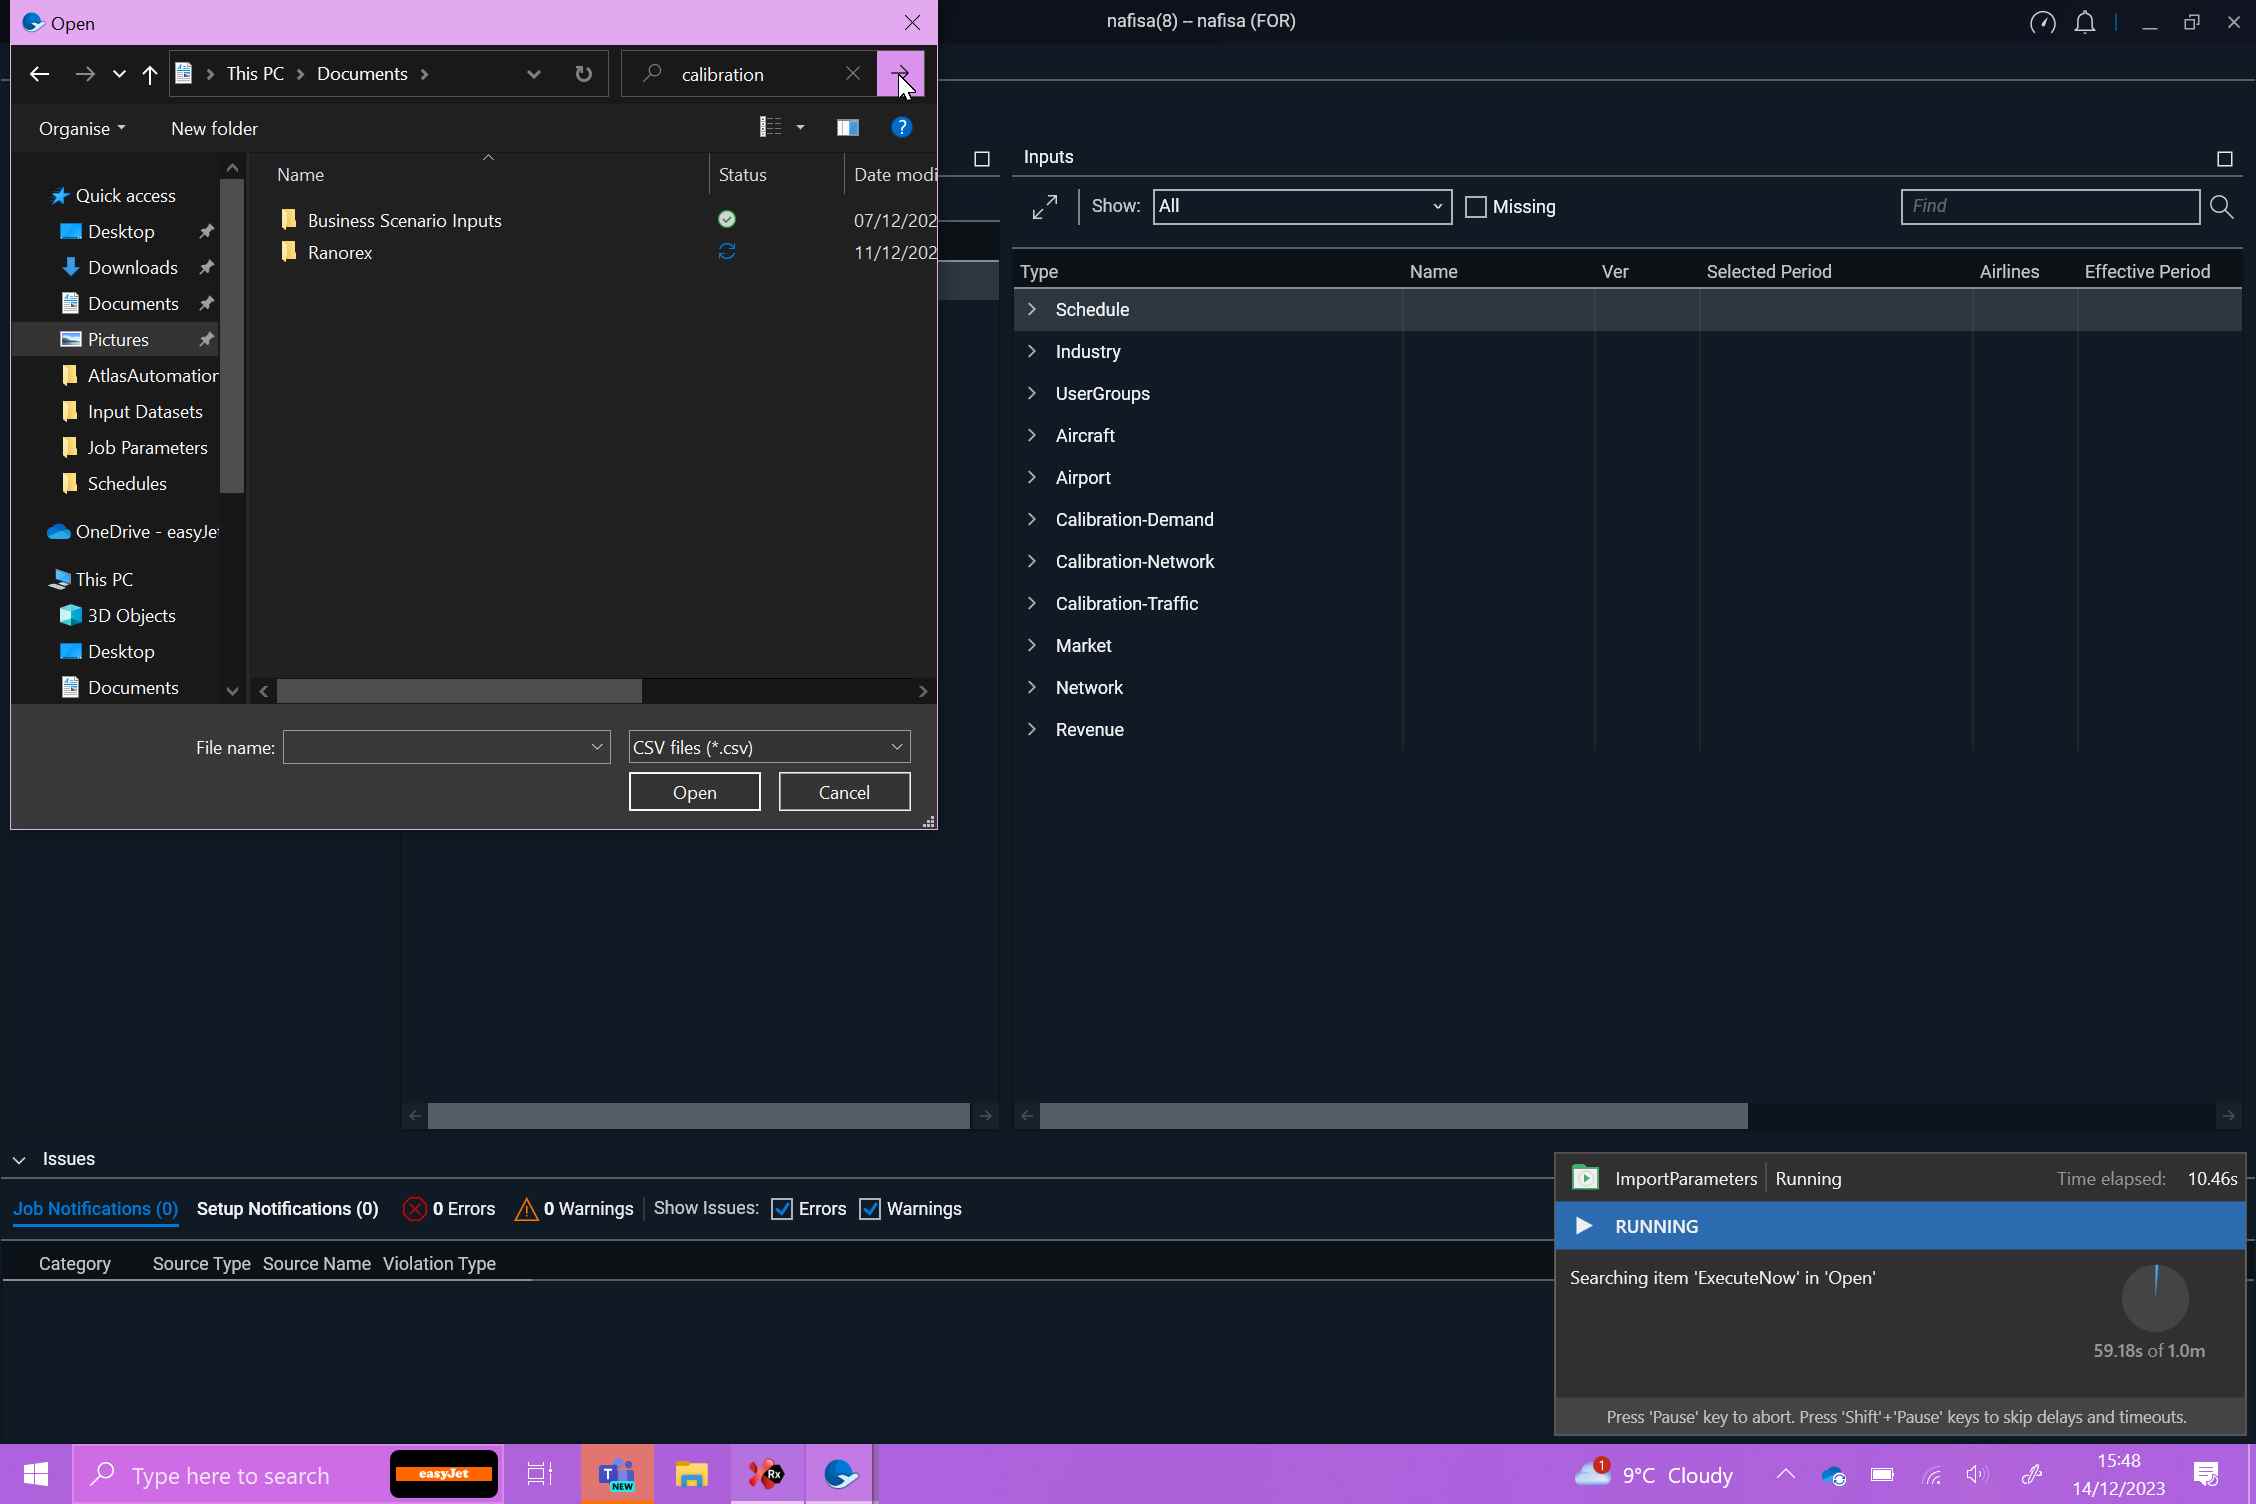 Open
nafisa(8) – nafisa (FOR)
This PC
Documents
calibration
Organise
New folder
Name
Status
Date modi
Business Scenario Inputs
07/12/202
Ranorex
11/12/202
Quick access
Desktop
Downloads
Documents
Pictures
AtlasAutomation
Input Datasets
Job Parameters
Schedules
OneDrive - easyJet
This PC
3D Objects
Desktop
Documents
File name:
CSV files (*.csv)
Open
Cancel
Inputs
Show:
All
Missing
Find
Type
Name
Ver
Selected Period
Airlines
Effective Period
Schedule
Industry
UserGroups
Aircraft
Airport
Calibration-Demand
Calibration-Network
Calibration-Traffic
Market
Network
Revenue
Issues
Job Notifications (0)
Setup Notifications (0)
0 Errors
0 Warnings
Show Issues:
Errors
Warnings
Category
Source Type
Source Name
Violation Type
ImportParameters
Running
Time elapsed:
10.46s
RUNNING
Searching item 'ExecuteNow' in 'Open'
59.18s of 1.0m
Press 'Pause' key to abort. Press 'Shift'+'Pause' keys to skip delays and timeouts.
Type here to search
easyJet
T
NEW
Rx
1
9°C Cloudy
15:48
14/12/2023